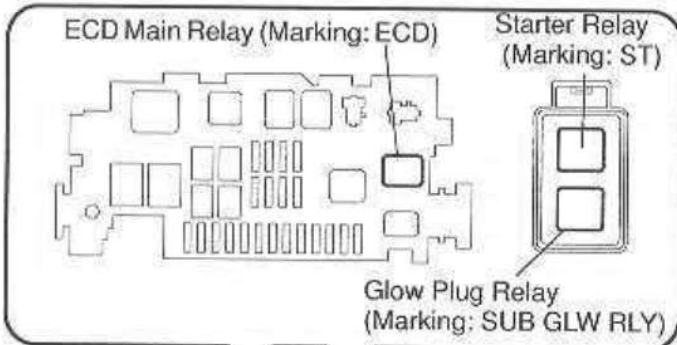 ECD Main Relay (Marking: ECD)
Starter Relay
(Marking: ST)
Glow Plug Relay
(Marking: SUB GLW RLY)